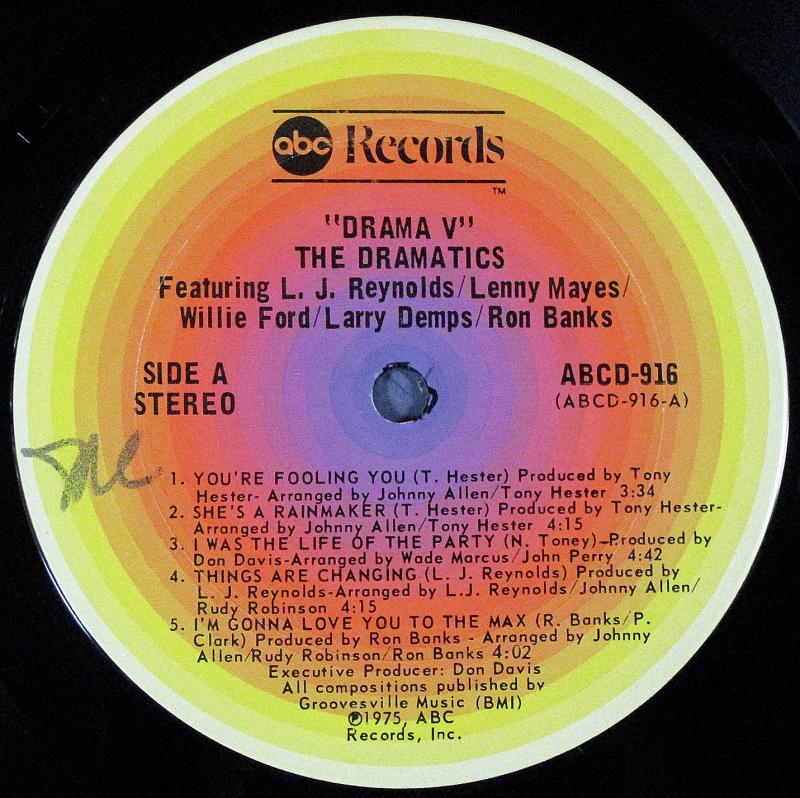 abc Records
TM
"DRAMA V"
THE DRAMATICS
Featuring L. J. Reynolds/Lenny Mayes/
Willie Ford/Larry Demps/Ron Banks
SIDE A
STEREO
ABCD-916
(ABCD-916-A)
1. YOU'RE FOOLING YOU (T. Hester) Produced by Tony
Hester- Arranged by Johnny Allen/Tony Hester 3:34
2. SHE'S A RAINMAKER (T. Hester) Produced by Tony Hester-
Arranged by Johnny Allen/Tony Hester 4:15
3. I WAS THE LIFE OF THE PARTY (N. Toney)-Produced by
Don Davis-Arranged by Wade Marcus/John Perry 4:42
4. THINGS ARE CHANGING (L. J. Reynolds) Produced by
L. J. Reynolds-Arranged by L.J. Reynolds/Johnny Allen/
Rudy Robinson 4:15
5. I'M GONNA LOVE YOU TO THE MAX (R. Banks/P.
Clark) Produced by Ron Banks - Arranged by Johnny
Allen/Rudy Robinson/Ron Banks 4:02
Executive Producer: Don Davis
All compositions published by
Groovesville Music (BMI)
℗1975, ABC
Records, Inc.